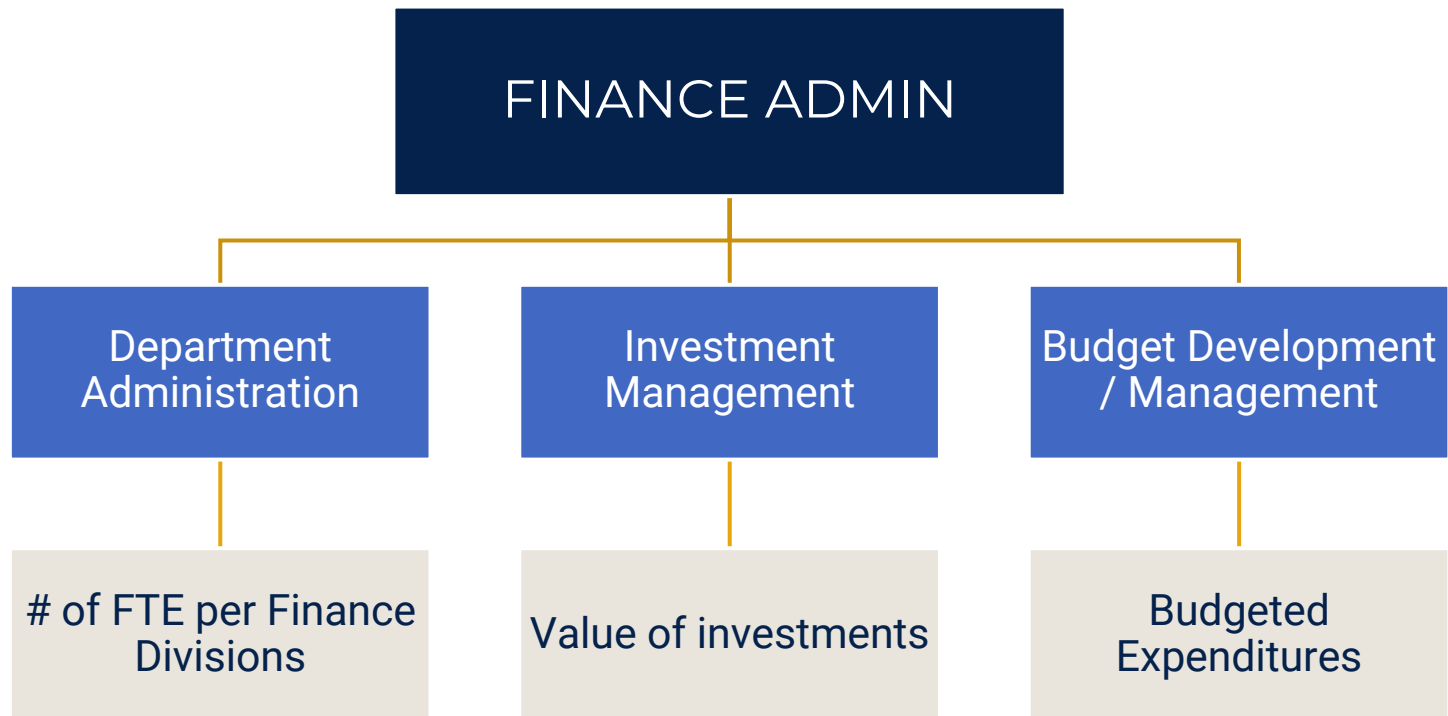 FINANCE ADMIN
Department
Administration
Investment
Management
Budget Development
/ Management
# of FTE per Finance
Divisions
Value of investments
Budgeted
Expenditures